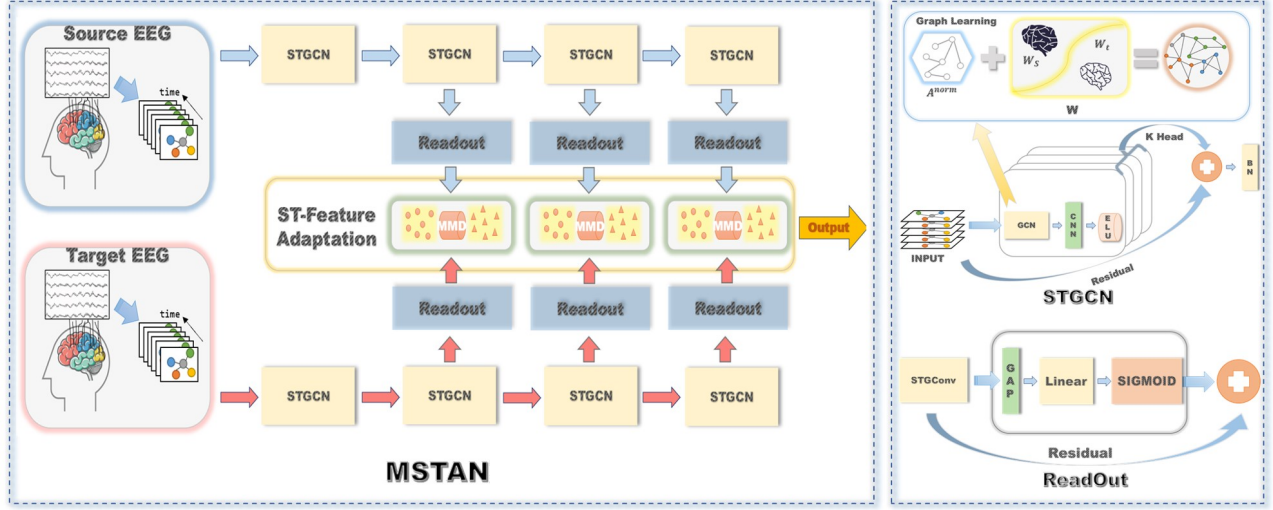 Source EEG
time
STGCN
STGCN
STGCN
STGCN
Readout
Readout
Readout
ST-Feature
Adaptation
MMD
MMD
MMD
Output
Target EEG
time
Readout
Readout
Readout
STGCN
STGCN
STGCN
STGCN
MSTAN
Graph Learning
A^norm
W_S
W_t
W
K Head
BN
INPUT
GCN
CNN
ELU
Residual
STGCN
STGConv
GAP
Linear
SIGMOID
Residual
ReadOut